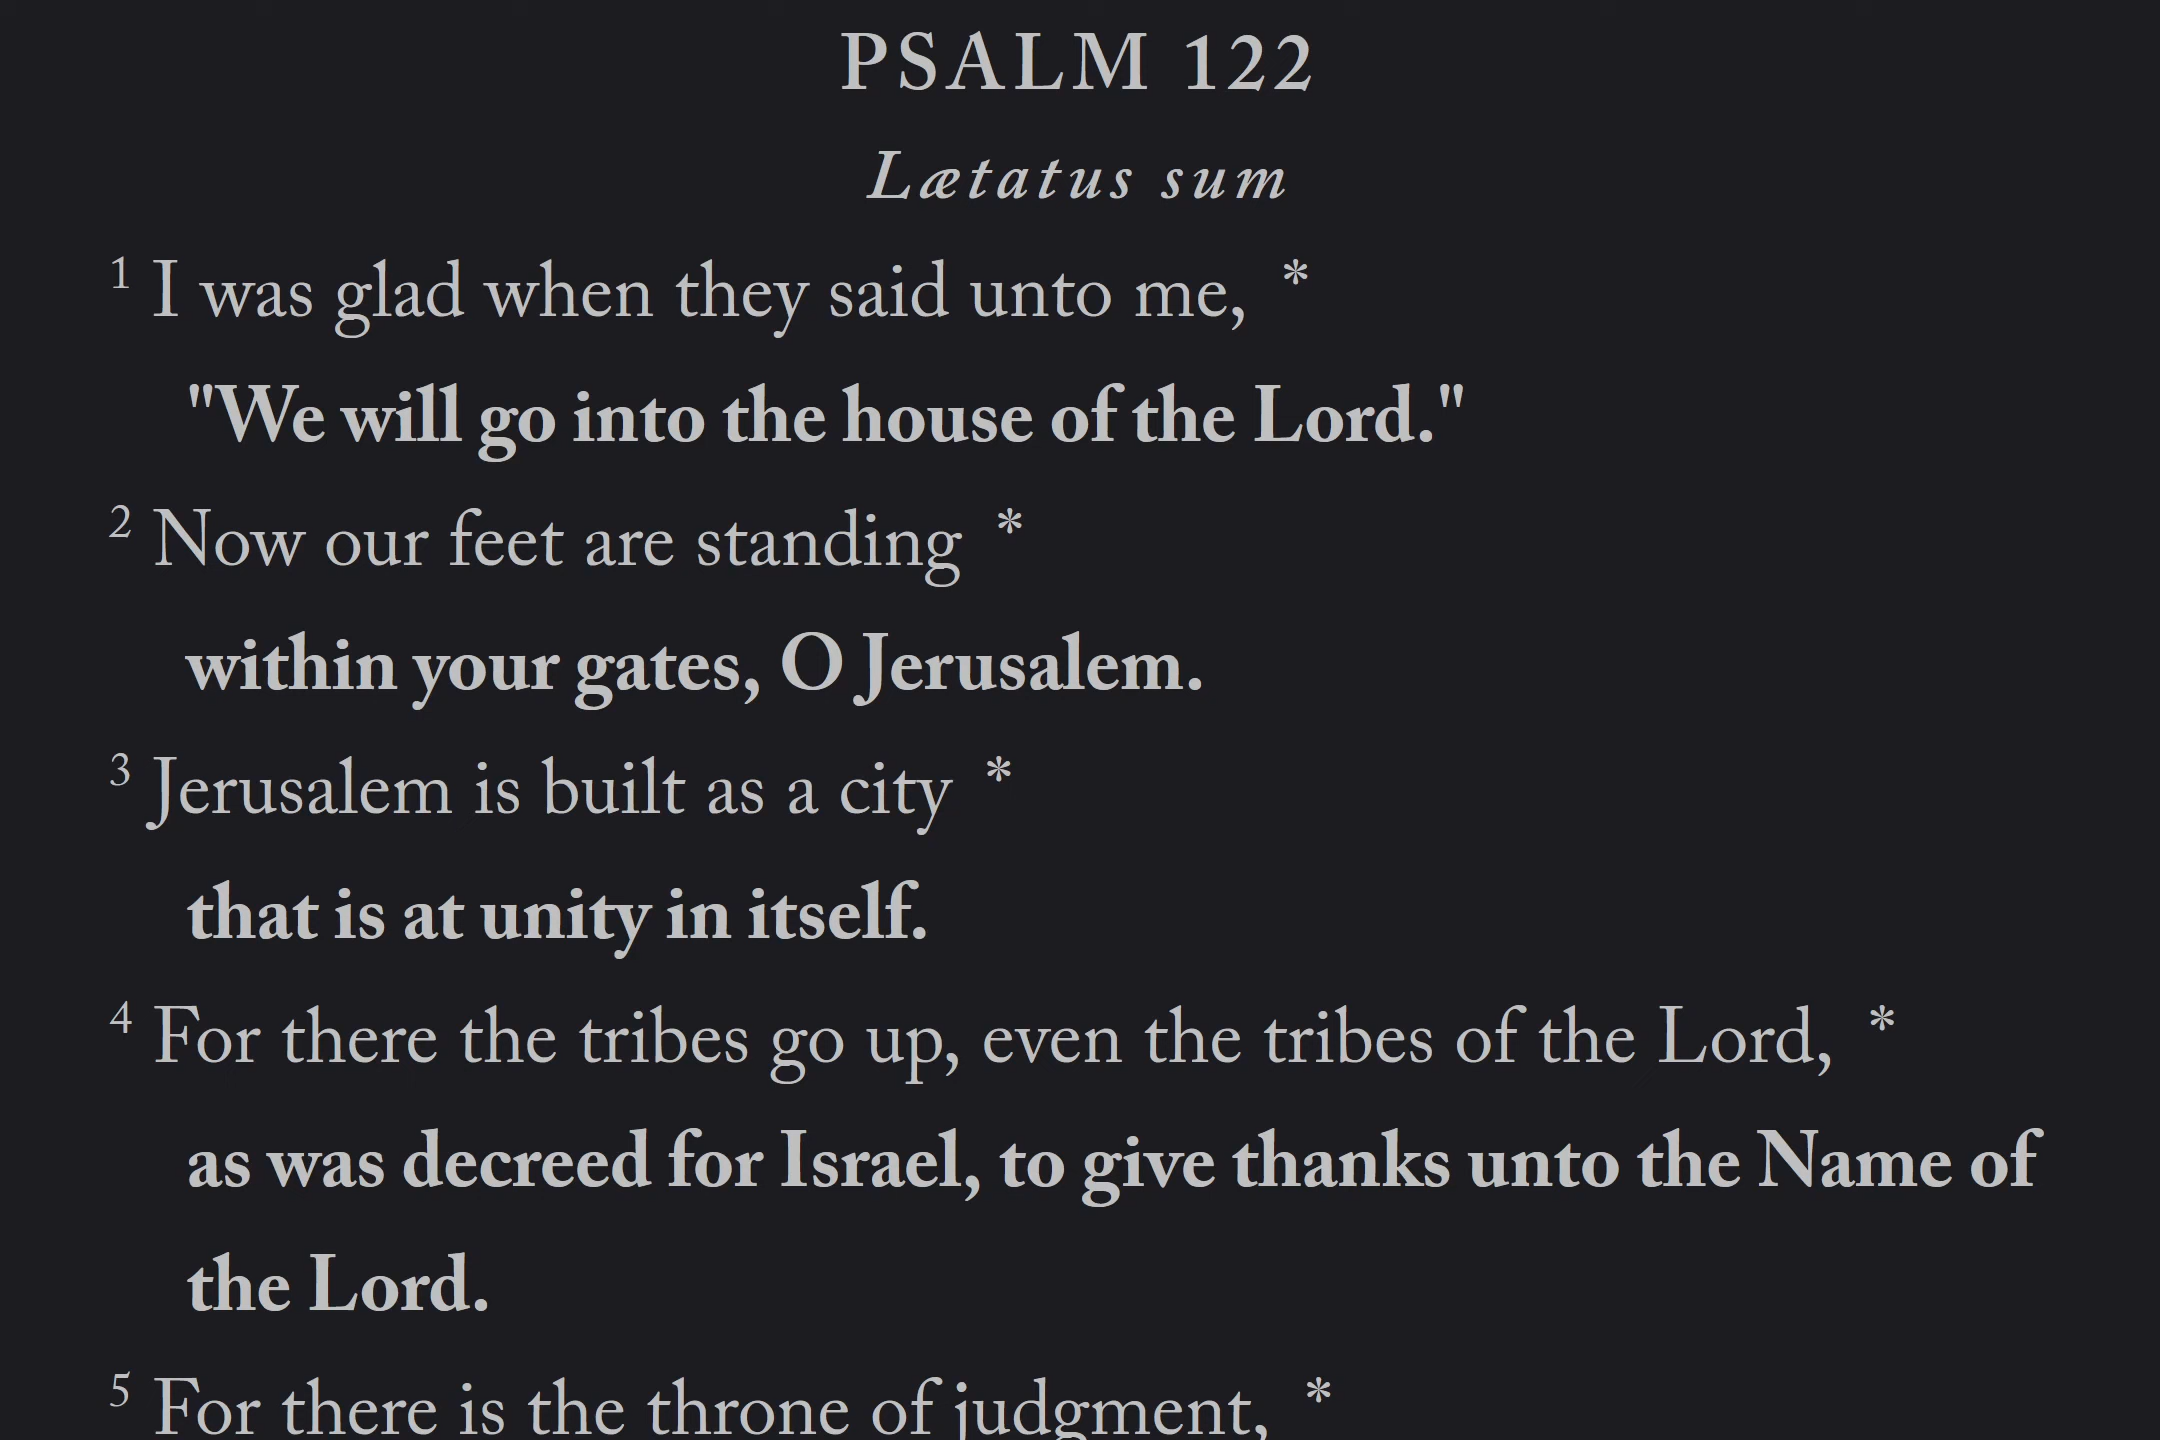 PSALM 122
Lætatus sum
1 I was glad when they said unto me, *
"We will go into the house of the Lord."
2 Now our feet are standing *
within your gates, O Jerusalem.
3 Jerusalem is built as a city *
that is at unity in itself.
4 For there the tribes go up, even the tribes of the Lord, *
as was decreed for Israel, to give thanks unto the Name of
the Lord.
5 For there is the throne of judgment, *